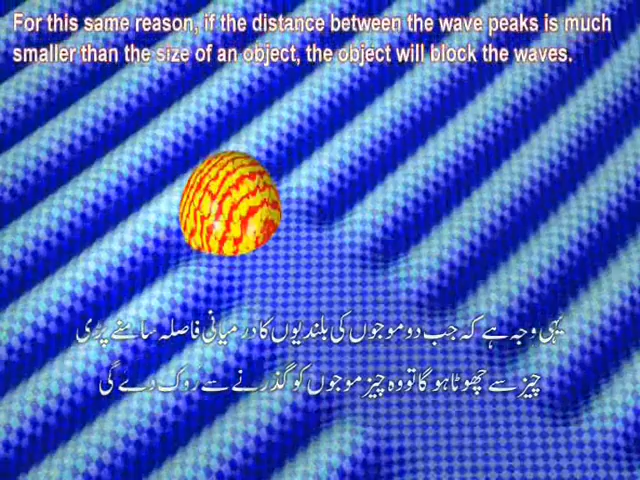 For this same reason, if the distance between the wave peaks is much
smaller than the size of an object, the object will block the waves.
یہی وجہ ہے کہ جب دو موجوں کی بلندیوں کا درمیانی فاصلہ سامنے پڑی
چیز سے چھوٹا ہو گا تو وہ چیز موجوں کو گذرنے سے روک دے گی